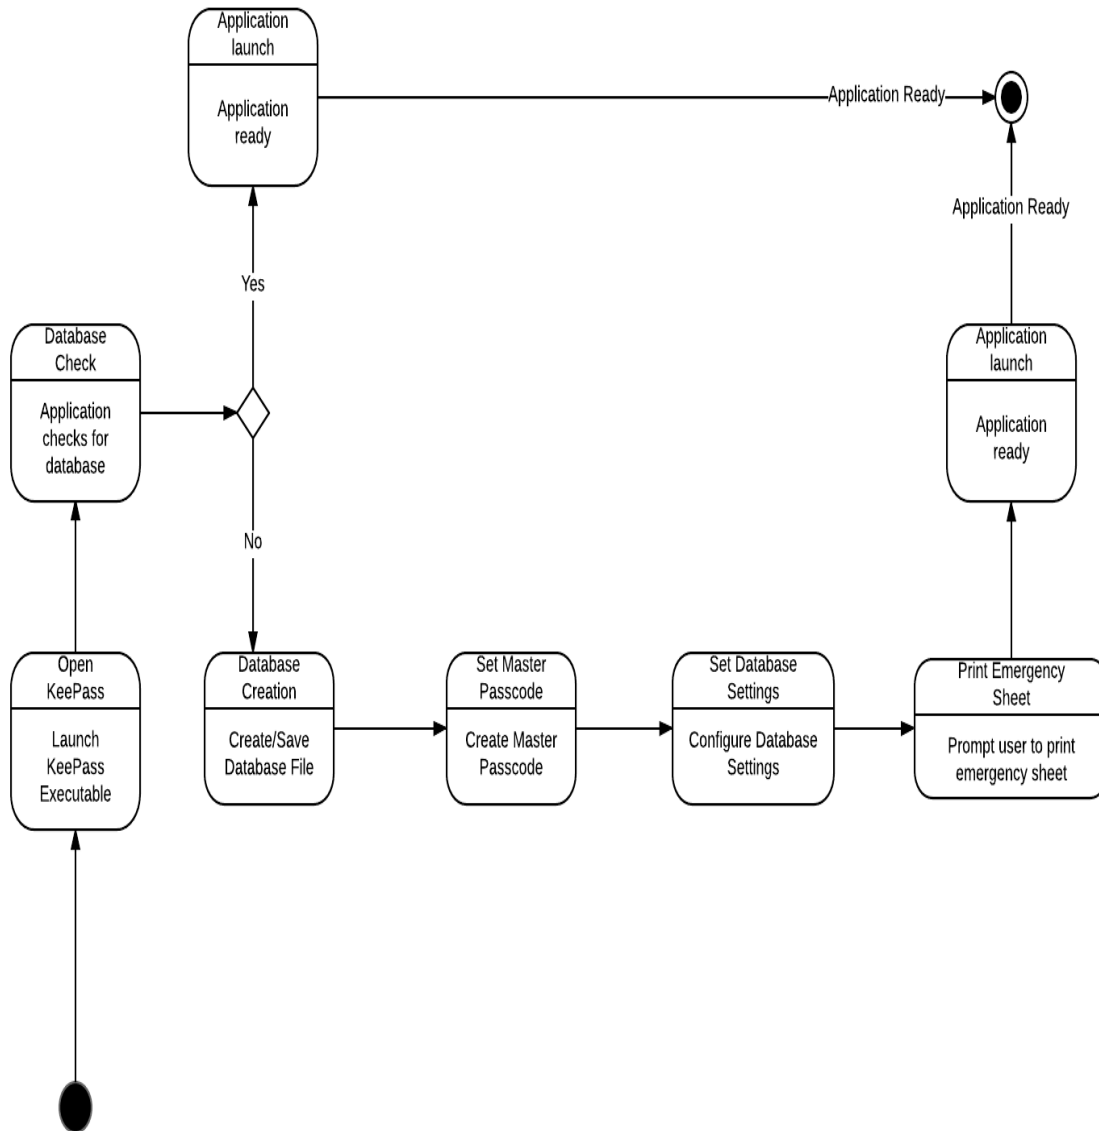 Application
launch
Application
ready
Application Ready
Application Ready
Yes
Database
Check
Application
checks for
database
Application
launch
Application
ready
No
Open
KeePass
Launch
KeePass
Executable
Database
Creation
Create/Save
Database File
Set Master
Passcode
Create Master
Passcode
Set Database
Settings
Configure Database
Settings
Print Emergency
Sheet
Prompt user to print
emergency sheet